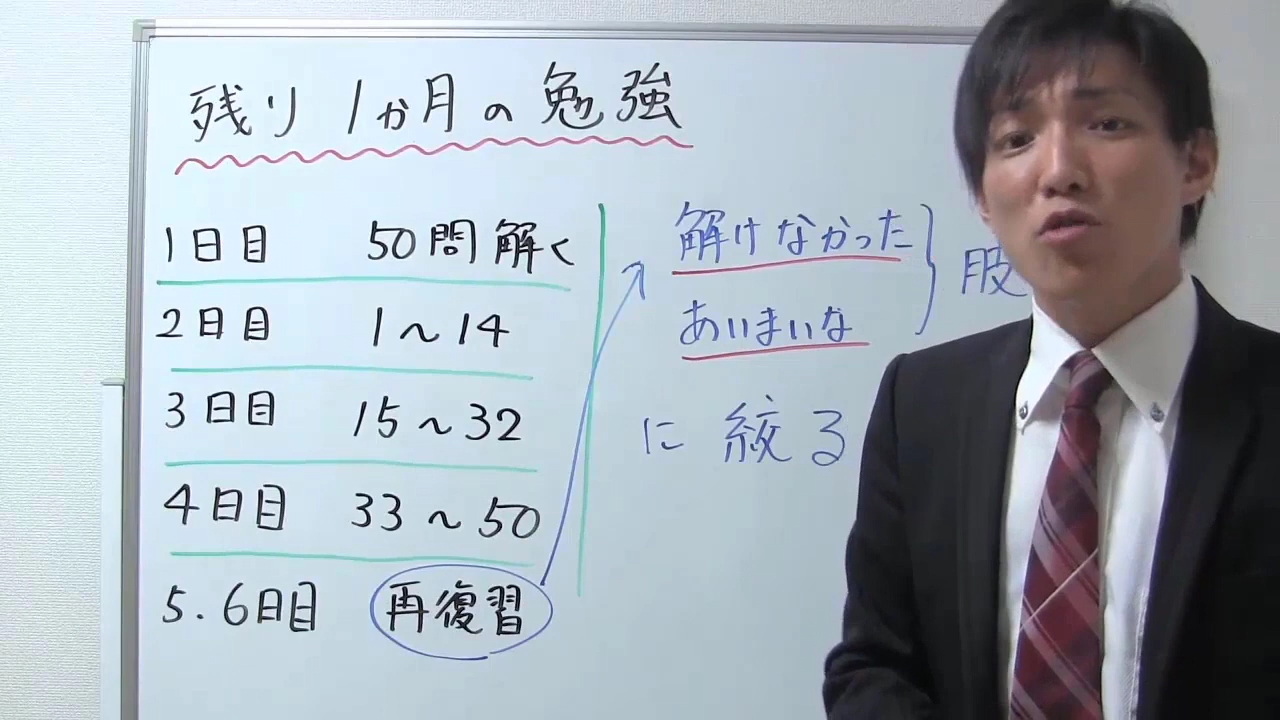 残り1か月の勉強
1日目 50問解く
2日目 1～14
3日目 15～32
4日目 33～50
5.6日目 再復習
解けなかった
あいまいな
肢
に絞る